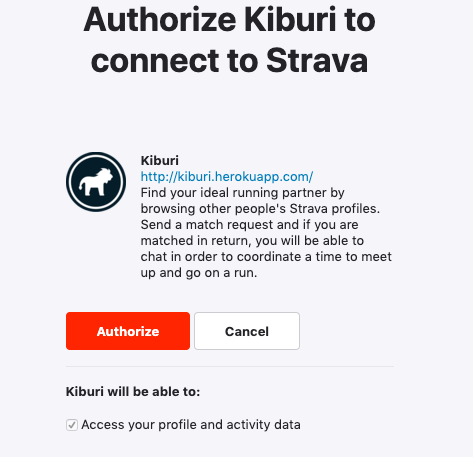 Authorize Kiburi to
connect to Strava
Kiburi
http://kiburi.herokuapp.com/
Find your ideal running partner by
browsing other people's Strava profiles.
Send a match request and if you are
matched in return, you will be able to
chat in order to coordinate a time to meet
up and go on a run.
Authorize
Cancel
Kiburi will be able to:
Access your profile and activity data